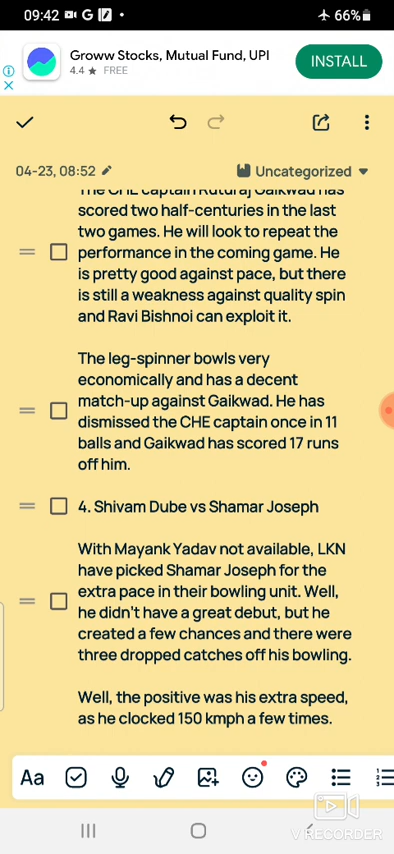 09:42 G
66%
Groww Stocks, Mutual Fund, UPI
4.4 ★ FREE
INSTALL
04-23, 08:52
Uncategorized
scored two half-centuries in the last
two games. He will look to repeat the
performance in the coming game. He
is pretty good against pace, but there
is still a weakness against quality spin
and Ravi Bishnoi can exploit it.
The leg-spinner bowls very
economically and has a decent
match-up against Gaikwad. He has
dismissed the CHE captain once in 11
balls and Gaikwad has scored 17 runs
off him.
4. Shivam Dube vs Shamar Joseph
With Mayank Yadav not available, LKN
have picked Shamar Joseph for the
extra pace in their bowling unit. Well,
he didn't have a great debut, but he
created a few chances and there were
three dropped catches off his bowling.
Well, the positive was his extra speed,
as he clocked 150 kmph a few times.
Aa
V RECORDER